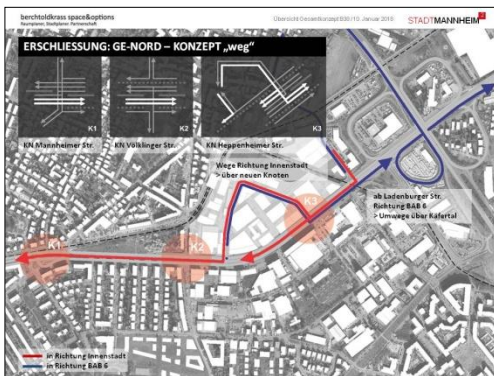 berchtoldkrass space&options
Raumplaner, Stadtplaner Partnerschaft
Übersicht Gesamtkonzept B38 / 10. Januar 2018
STADTMANNHEIM²
ERSCHLIESSUNG: GE-NORD – KONZEPT „weg“
K1
K2
K3
KN Mannheimer Str.
KN Völklinger Str.
KN Heppenheimer Str.
Wege Richtung Innenstadt
> über neuen Knoten
ab Ladenburger Str.
Richtung BAB 6
> Umwege über Käfertal
K1
K2
K3
in Richtung Innenstadt
in Richtung BAB 6